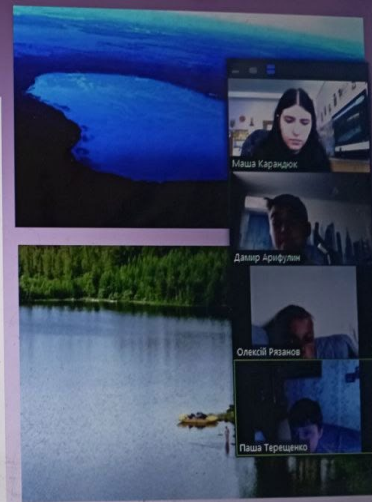 Маша Карандюк
Дамир Арифулин
Олексій Рязанов
Паша Терещенко